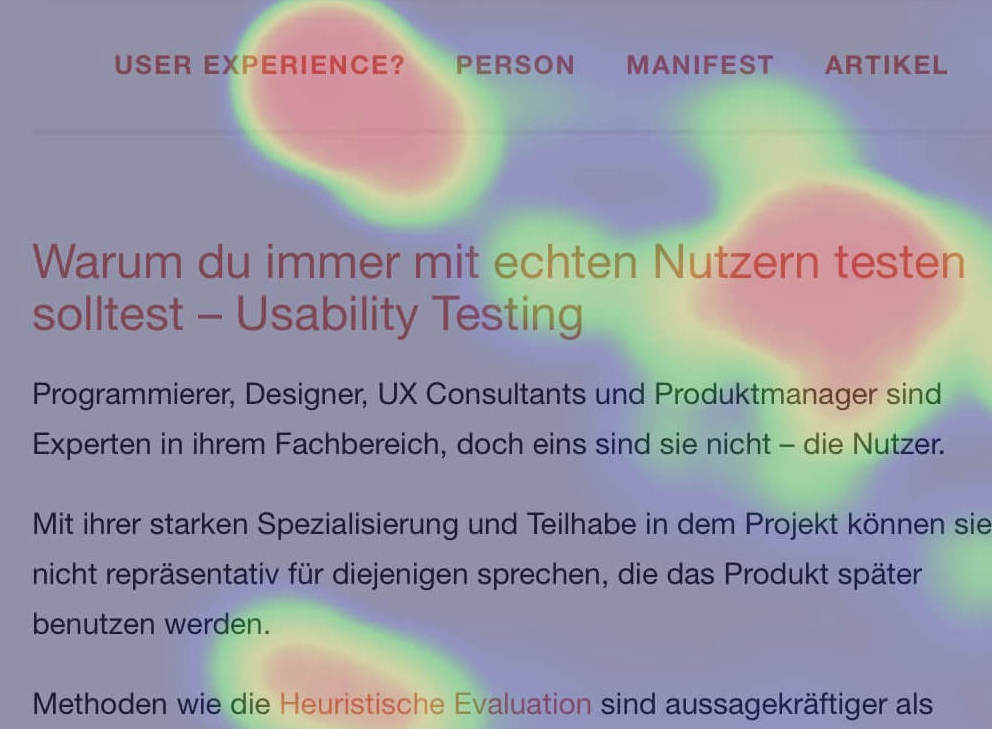 USER EXPERIENCE? PERSON MANIFEST ARTIKEL
Warum du immer mit echten Nutzern testen
solltest – Usability Testing
Programmierer, Designer, UX Consultants und Produktmanager sind
Experten in ihrem Fachbereich, doch eins sind sie nicht – die Nutzer.
Mit ihrer starken Spezialisierung und Teilhabe in dem Projekt können sie
nicht repräsentativ für diejenigen sprechen, die das Produkt später
benutzen werden.
Methoden wie die Heuristische Evaluation sind aussagekräftiger als